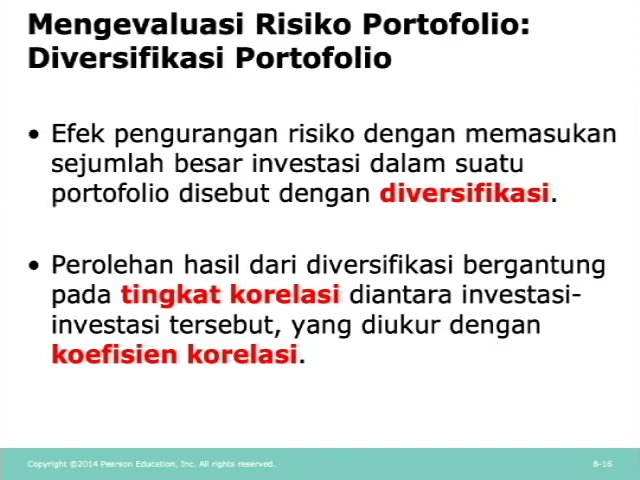 Mengevaluasi Risiko Portofolio:
Diversifikasi Portofolio
• Efek pengurangan risiko dengan memasukan
sejumlah besar investasi dalam suatu
portofolio disebut dengan diversifikasi.
• Perolehan hasil dari diversifikasi bergantung
pada tingkat korelasi diantara investasi-
investasi tersebut, yang diukur dengan
koefisien korelasi.
Copyright ©2014 Pearson Education, Inc. All rights reserved.
8-16